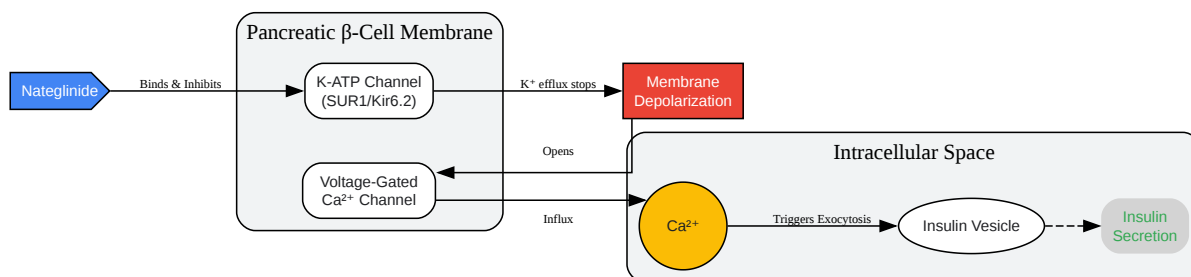 Pancreatic β-Cell Membrane
Nateglinide
Binds & Inhibits
K-ATP Channel
(SUR1/Kir6.2)
K⁺ efflux stops
Membrane
Depolarization
Opens
Voltage-Gated
Ca²⁺ Channel
Influx
Intracellular Space
Ca²⁺
Triggers Exocytosis
Insulin Vesicle
Insulin
Secretion